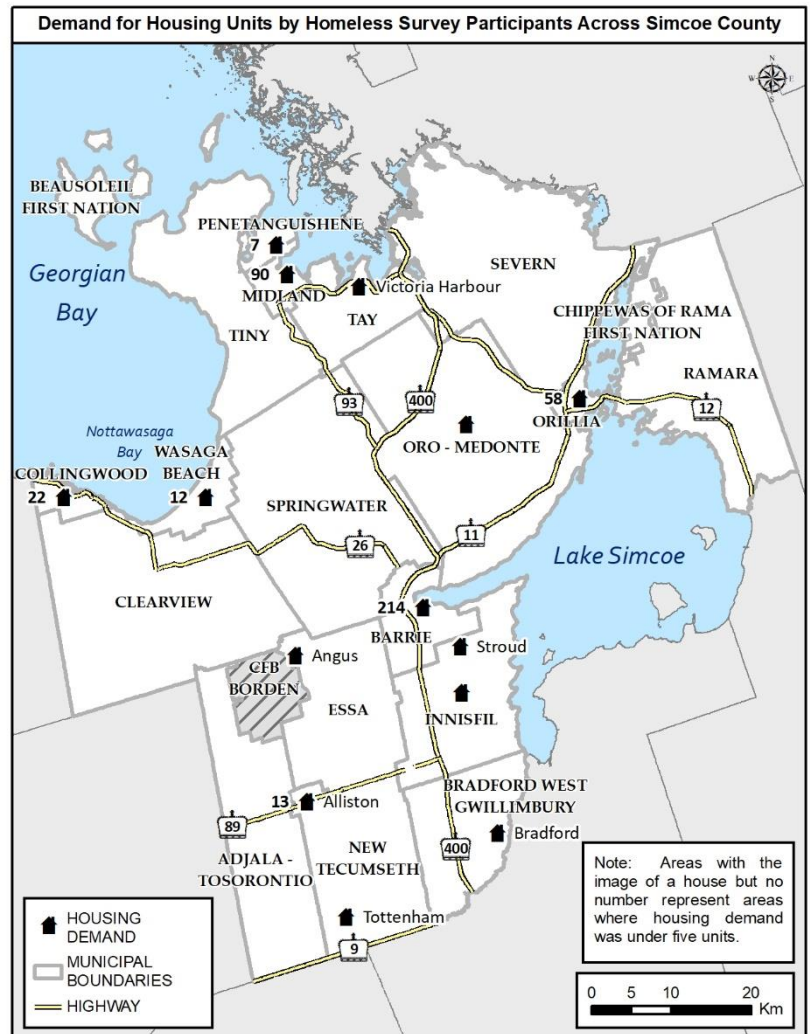 Demand for Housing Units by Homeless Survey Participants Across Simcoe County
N
W
E
S
BEAUSOLEIL
FIRST NATION
PENETANGUISHENE
7
SEVERN
Georgian
Bay
90
MIDLAND
Victoria Harbour
TAY
TINY
CHIPPEWAS OF RAMA
FIRST NATION
RAMARA
93
400
58
ORILLIA
12
ORO - MEDONTE
Nottawasaga
Bay
WASAGA
BEACH
COLLINGWOOD
22
12
SPRINGWATER
26
11
Lake Simcoe
CLEARVIEW
214
BARRIE
Stroud
Angus
CFB
BORDEN
ESSA
INNISFIL
BRADFORD WEST
GWILLIMBURY
13
Alliston
89
Bradford
400
NEW
TECUMSETH
ADJALA -
TOSORONTIO
Tottenham
9
Note: Areas with the
image of a house but no
number represent areas
where housing demand
was under five units.
HOUSING
DEMAND
MUNICIPAL
BOUNDARIES
HIGHWAY
0 5 10 20
Km